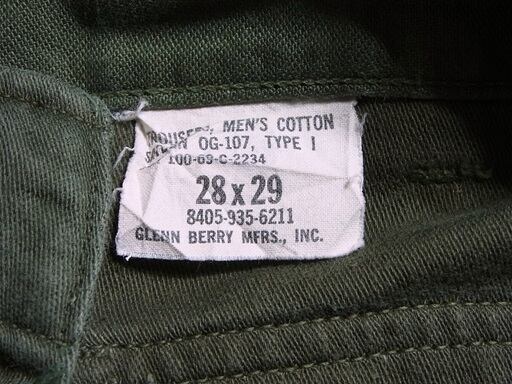 TROUSERS, MEN'S COTTON
OG-107, TYPE I
100-69-C-2234
28 x 29
8405-935-6211
GLENN BERRY MFRS., INC.